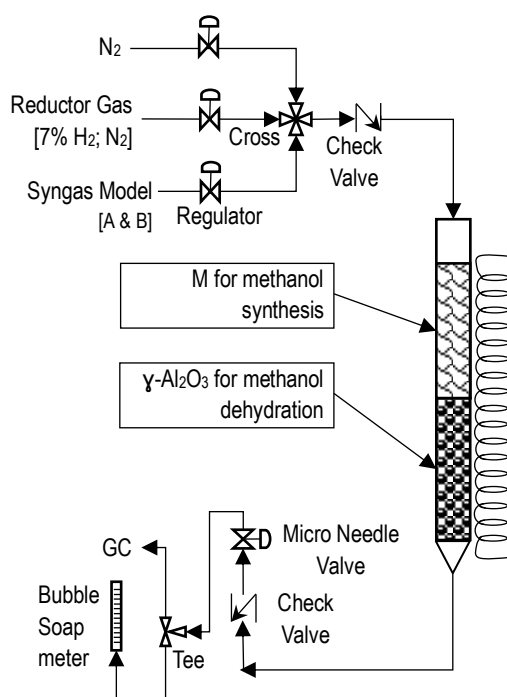 N₂
Reductor Gas
[7% H₂; N₂]
Cross
Check
Valve
Syngas Model
[A & B]
Regulator
M for methanol
synthesis
ɣ-Al₂O₃ for methanol
dehydration
GC
Micro Needle
Valve
Bubble
Soap
meter
Check
Valve
Tee